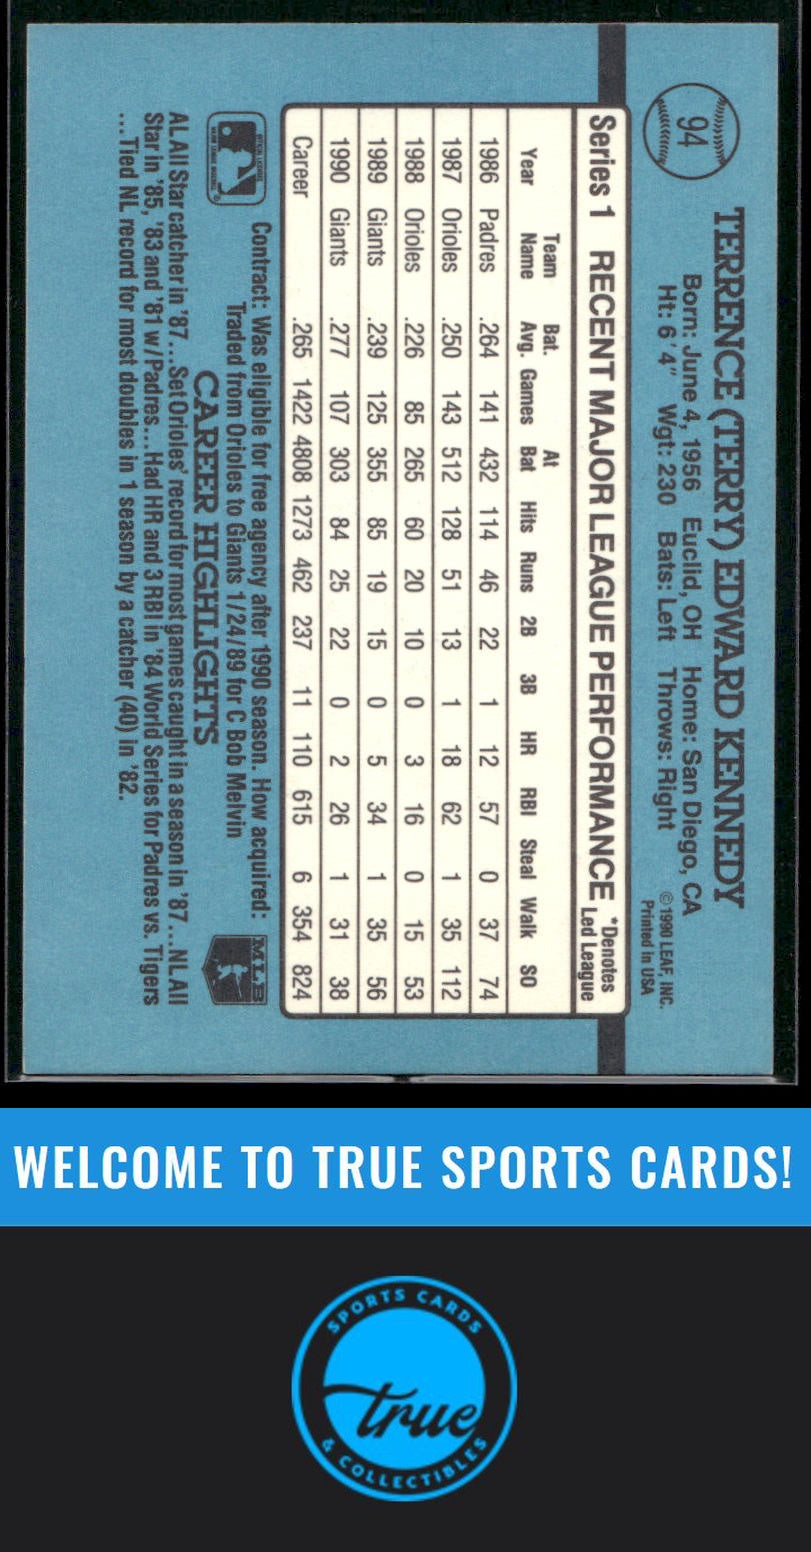 94
TERRENCE (TERRY) EDWARD KENNEDY
Born: June 4, 1956 Euclid, OH Home: San Diego, CA
Ht: 6'4" Wgt: 230 Bats: Left Throws: Right
©1990 LEAF, INC.
Printed in USA
Series 1 RECENT MAJOR LEAGUE PERFORMANCE *Denotes Led League
Year Team Name Bat. Avg. Games At Bat Hits Runs 2B 3B HR RBI Steal Walk SO
1986 Padres .264 141 432 114 46 22 1 12 57 0 37 74
1987 Orioles .250 143 512 128 51 13 1 18 62 1 35 112
1988 Orioles .226 85 265 60 20 10 0 3 16 0 15 53
1989 Giants .239 125 355 85 19 15 0 5 34 1 35 56
1990 Giants .277 107 303 84 25 22 0 2 26 1 31 38
Career .265 1422 4808 1273 462 237 11 110 615 6 354 824
Contract: Was eligible for free agency after 1990 season. How acquired:
Traded from Orioles to Giants 1/24/89 for C Bob Melvin
MLB
CAREER HIGHLIGHTS
AL All Star catcher in '87...Set Orioles' record for most games caught in a season in '87...NL All
Star in '85, '83 and '81 w/Padres...Had HR and 3 RBI in '84 World Series for Padres vs. Tigers
...Tied NL record for most doubles in 1 season by a catcher (40) in '82.
WELCOME TO TRUE SPORTS CARDS!
SPORTS CARDS
true
& COLLECTIBLES